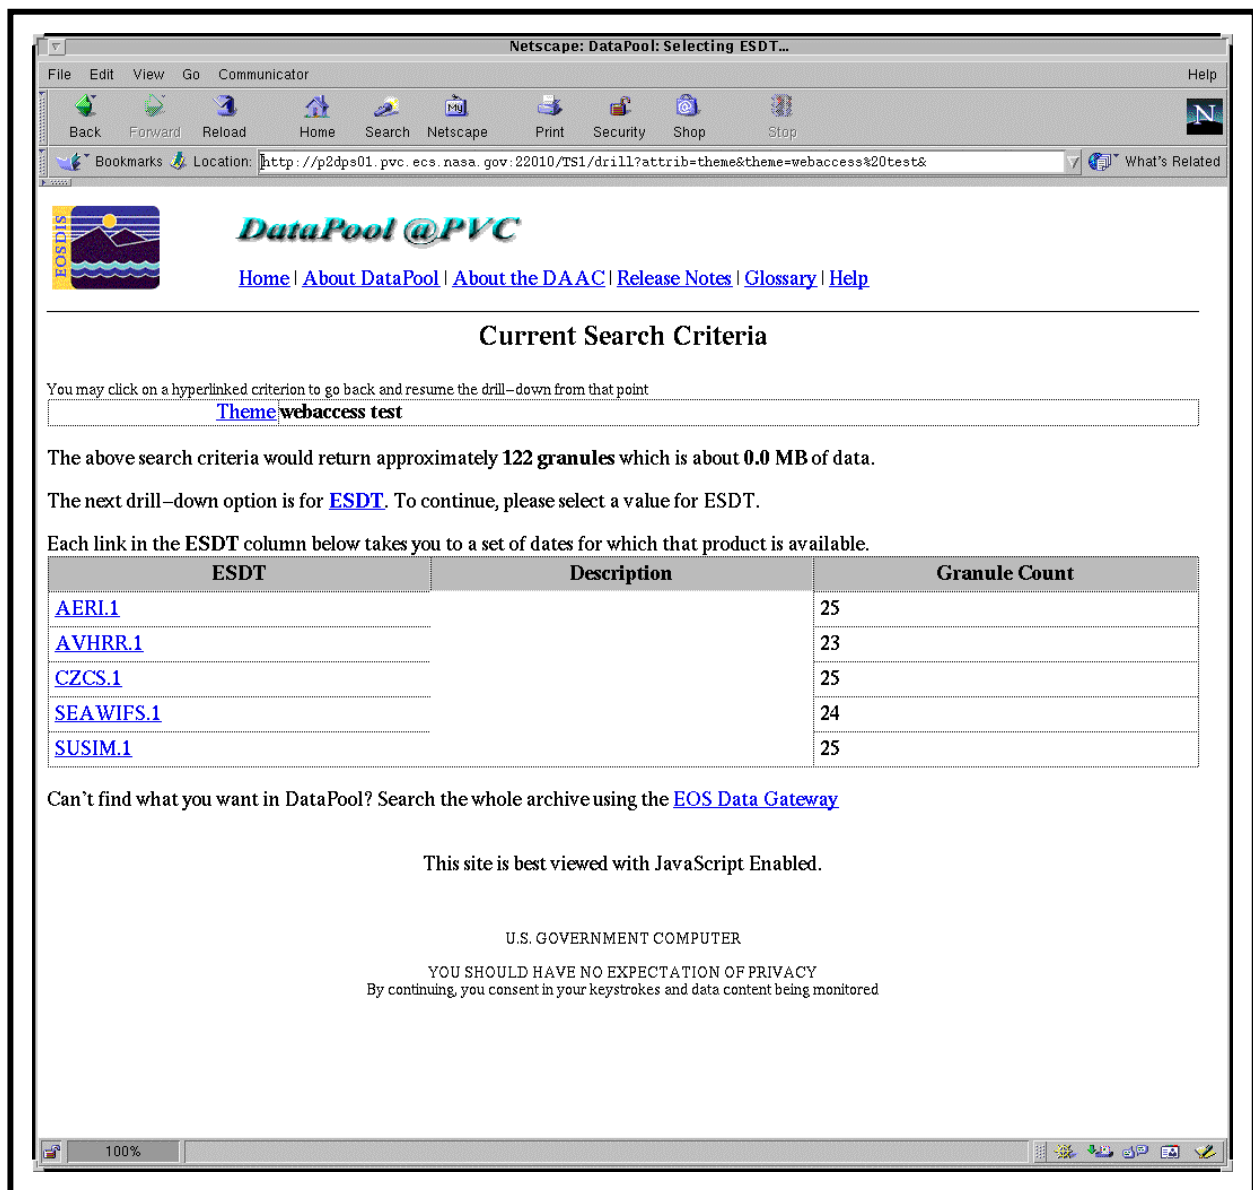 Netscape: DataPool: Selecting ESDT...
File Edit View Go Communicator Help
Back Forward Reload Home Search Netscape Print Security Shop Stop
My
N
Bookmarks Location: http://p2dps01.pvc.ecs.nasa.gov:22010/TS1/drill?attrib=theme&theme=webaccess%20test& What's Related
EOSDIS
DataPool @PVC
Home | About DataPool | About the DAAC | Release Notes | Glossary | Help
Current Search Criteria
You may click on a hyperlinked criterion to go back and resume the drill–down from that point
Theme webaccess test
The above search criteria would return approximately 122 granules which is about 0.0 MB of data.
The next drill–down option is for ESDT. To continue, please select a value for ESDT.
Each link in the ESDT column below takes you to a set of dates for which that product is available.
ESDT Description Granule Count
AERI.1 25
AVHRR.1 23
CZCS.1 25
SEAWIFS.1 24
SUSIM.1 25
Can't find what you want in DataPool? Search the whole archive using the EOS Data Gateway
This site is best viewed with JavaScript Enabled.
U.S. GOVERNMENT COMPUTER
YOU SHOULD HAVE NO EXPECTATION OF PRIVACY
By continuing, you consent in your keystrokes and data content being monitored
100%